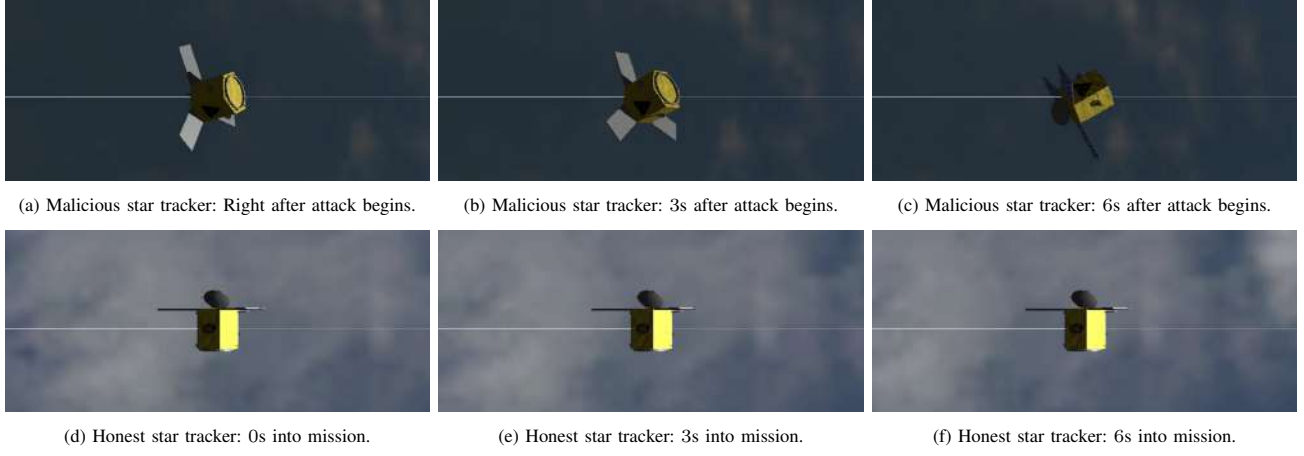 (a) Malicious star tracker: Right after attack begins.
(b) Malicious star tracker: 3s after attack begins.
(c) Malicious star tracker: 6s after attack begins.
(d) Honest star tracker: 0s into mission.
(e) Honest star tracker: 3s into mission.
(f) Honest star tracker: 6s into mission.